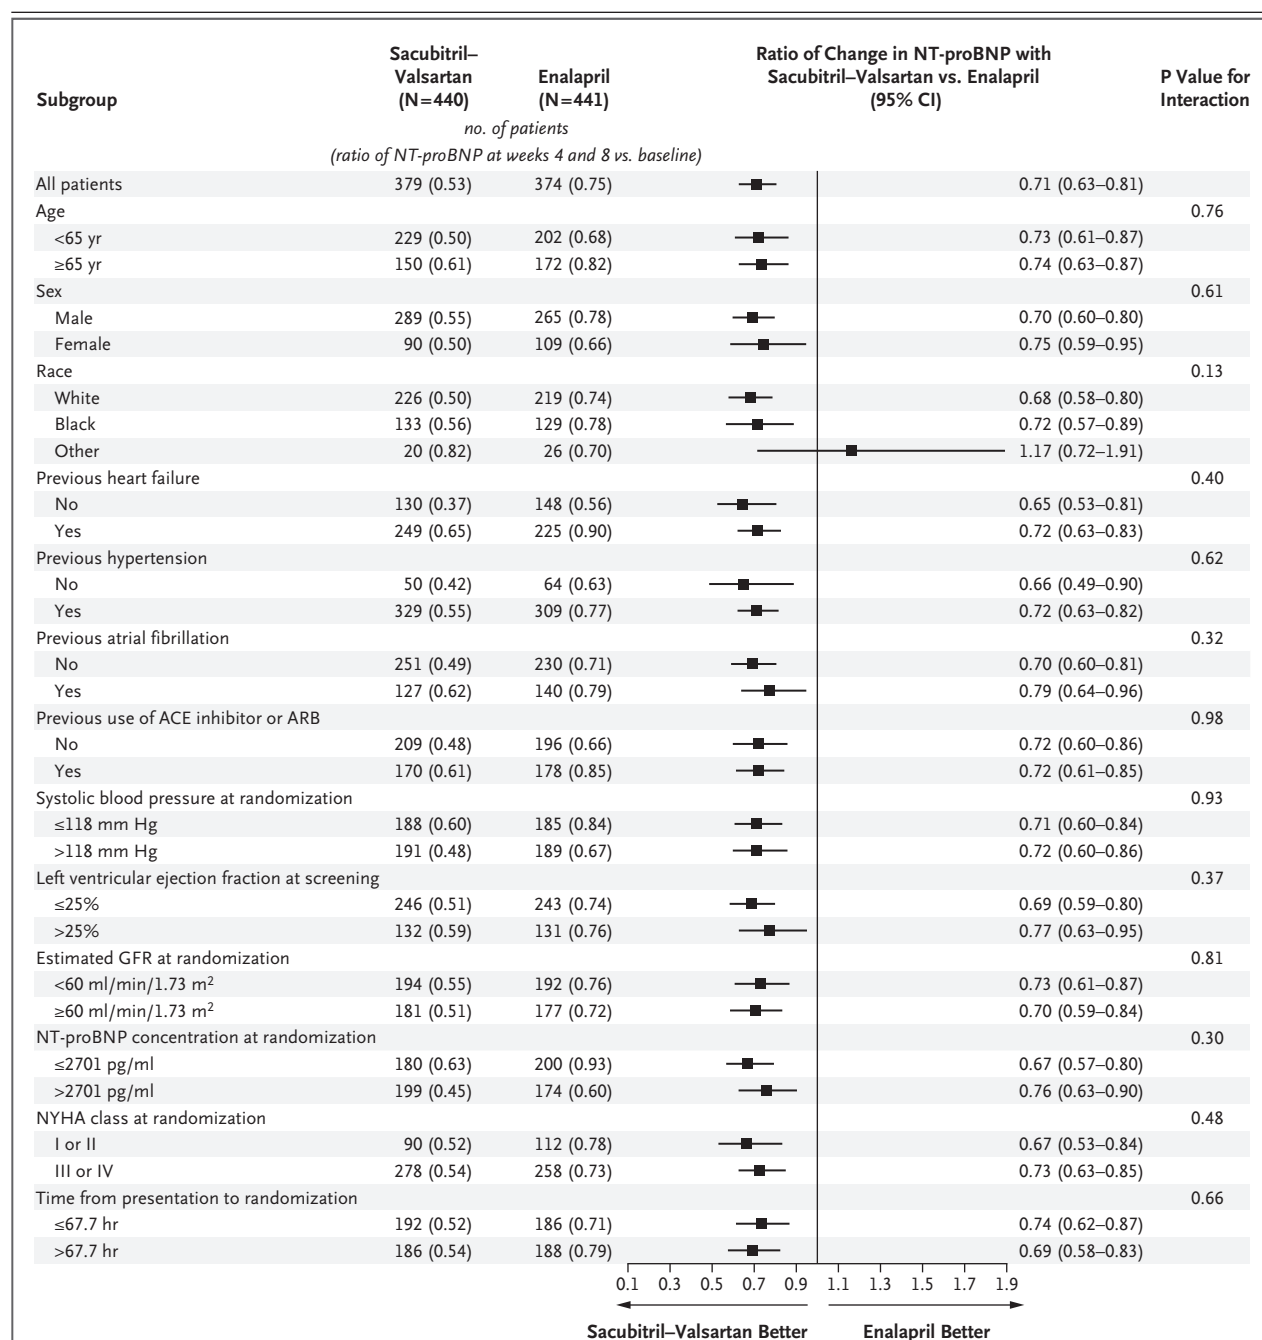 Subgroup Sacubitril–Valsartan (N=440) Enalapril (N=441) Ratio of Change in NT-proBNP with Sacubitril–Valsartan vs. Enalapril (95% CI) P Value for Interaction
no. of patients
(ratio of NT-proBNP at weeks 4 and 8 vs. baseline)
All patients 379 (0.53) 374 (0.75) 0.71 (0.63–0.81)
Age 0.76
<65 yr 229 (0.50) 202 (0.68) 0.73 (0.61–0.87)
≥65 yr 150 (0.61) 172 (0.82) 0.74 (0.63–0.87)
Sex 0.61
Male 289 (0.55) 265 (0.78) 0.70 (0.60–0.80)
Female 90 (0.50) 109 (0.66) 0.75 (0.59–0.95)
Race 0.13
White 226 (0.50) 219 (0.74) 0.68 (0.58–0.80)
Black 133 (0.56) 129 (0.78) 0.72 (0.57–0.89)
Other 20 (0.82) 26 (0.70) 1.17 (0.72–1.91)
Previous heart failure 0.40
No 130 (0.37) 148 (0.56) 0.65 (0.53–0.81)
Yes 249 (0.65) 225 (0.90) 0.72 (0.63–0.83)
Previous hypertension 0.62
No 50 (0.42) 64 (0.63) 0.66 (0.49–0.90)
Yes 329 (0.55) 309 (0.77) 0.72 (0.63–0.82)
Previous atrial fibrillation 0.32
No 251 (0.49) 230 (0.71) 0.70 (0.60–0.81)
Yes 127 (0.62) 140 (0.79) 0.79 (0.64–0.96)
Previous use of ACE inhibitor or ARB 0.98
No 209 (0.48) 196 (0.66) 0.72 (0.60–0.86)
Yes 170 (0.61) 178 (0.85) 0.72 (0.61–0.85)
Systolic blood pressure at randomization 0.93
≤118 mm Hg 188 (0.60) 185 (0.84) 0.71 (0.60–0.84)
>118 mm Hg 191 (0.48) 189 (0.67) 0.72 (0.60–0.86)
Left ventricular ejection fraction at screening 0.37
≤25% 246 (0.51) 243 (0.74) 0.69 (0.59–0.80)
>25% 132 (0.59) 131 (0.76) 0.77 (0.63–0.95)
Estimated GFR at randomization 0.81
<60 ml/min/1.73 m² 194 (0.55) 192 (0.76) 0.73 (0.61–0.87)
≥60 ml/min/1.73 m² 181 (0.51) 177 (0.72) 0.70 (0.59–0.84)
NT-proBNP concentration at randomization 0.30
≤2701 pg/ml 180 (0.63) 200 (0.93) 0.67 (0.57–0.80)
>2701 pg/ml 199 (0.45) 174 (0.60) 0.76 (0.63–0.90)
NYHA class at randomization 0.48
I or II 90 (0.52) 112 (0.78) 0.67 (0.53–0.84)
III or IV 278 (0.54) 258 (0.73) 0.73 (0.63–0.85)
Time from presentation to randomization 0.66
≤67.7 hr 192 (0.52) 186 (0.71) 0.74 (0.62–0.87)
>67.7 hr 186 (0.54) 188 (0.79) 0.69 (0.58–0.83)
0.1 0.3 0.5 0.7 0.9 1.1 1.3 1.5 1.7 1.9
Sacubitril–Valsartan Better Enalapril Better